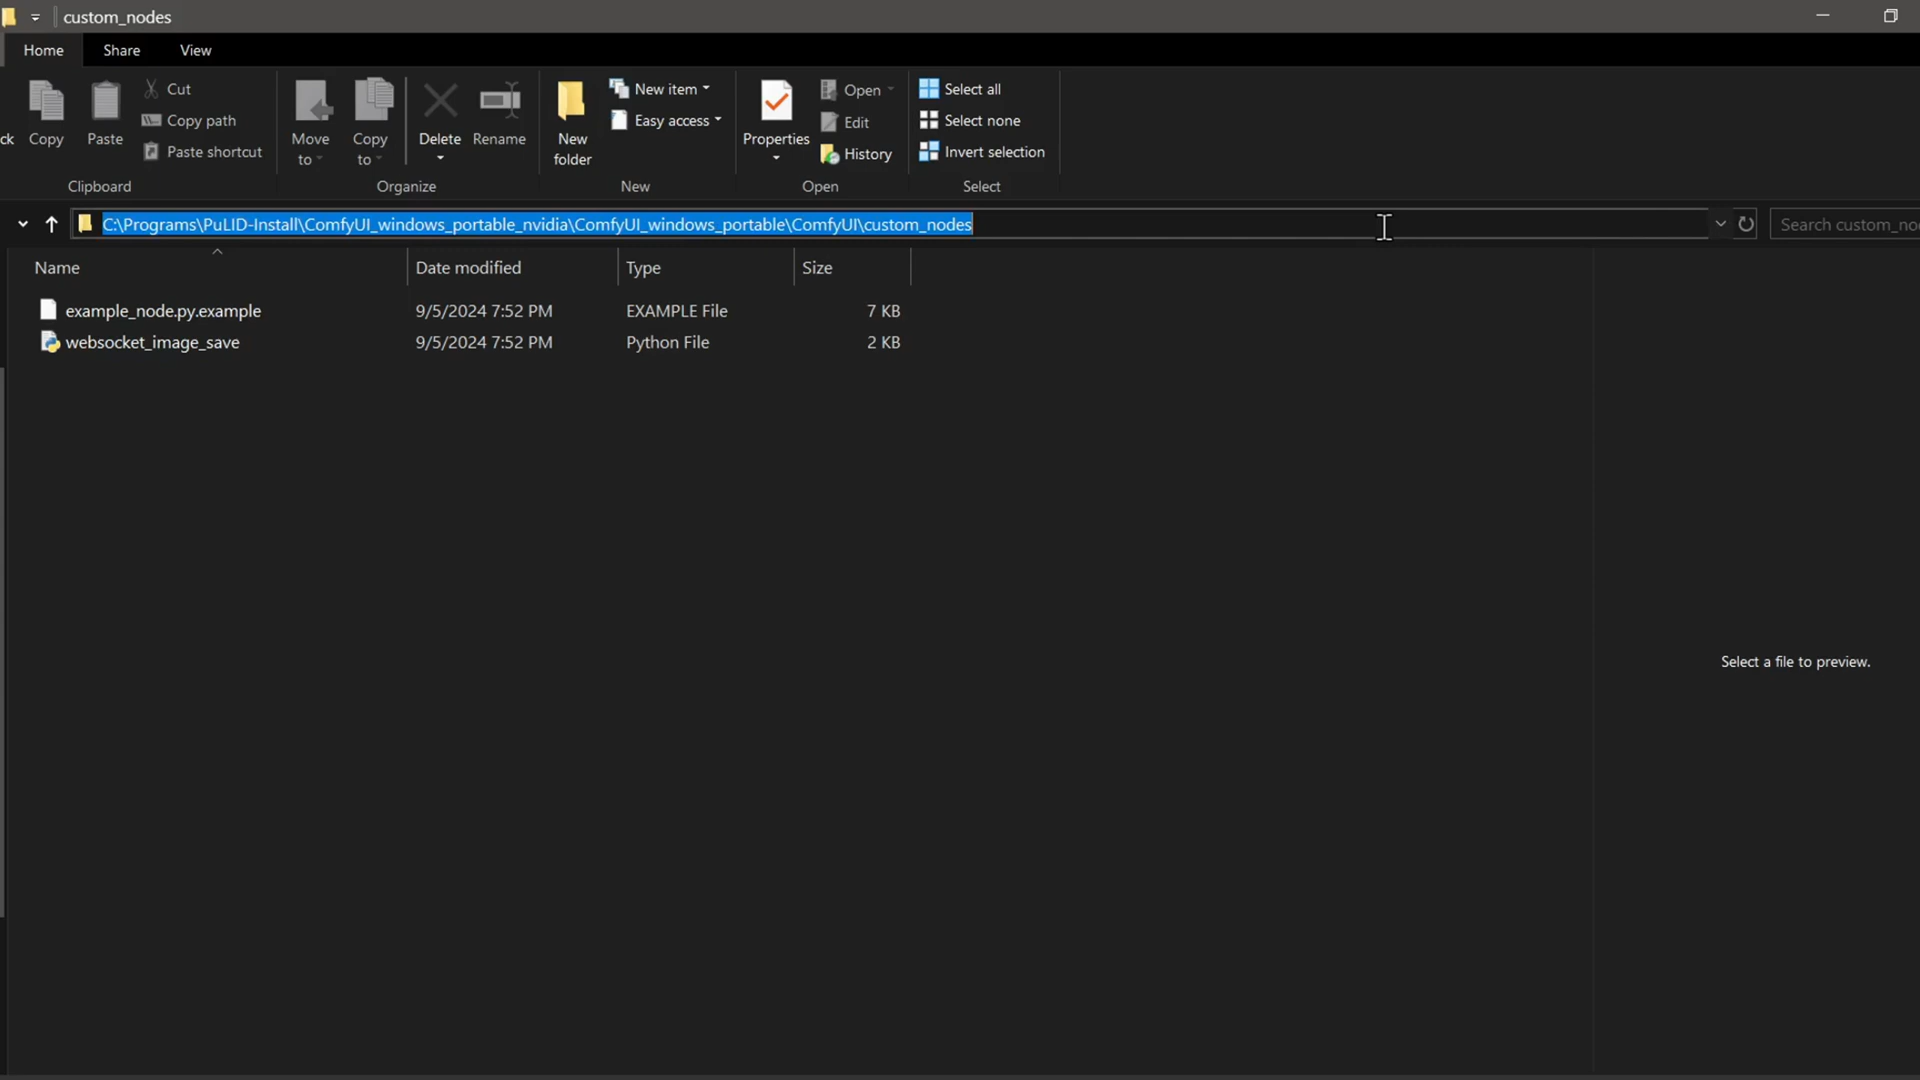 custom_nodes
Home Share View
ck Copy Paste Cut Copy path Paste shortcut
Clipboard
Move to Copy to Delete Rename
Organize
New folder New item Easy access
New
Properties Open Edit History
Open
Select all Select none Invert selection
Select
C:\Programs\PuLID-Install\ComfyUI_windows_portable_nvidia\ComfyUI_windows_portable\ComfyUI\custom_nodes
Search custom_no
Name Date modified Type Size
example_node.py.example 9/5/2024 7:52 PM EXAMPLE File 7 KB
websocket_image_save 9/5/2024 7:52 PM Python File 2 KB
Select a file to preview.